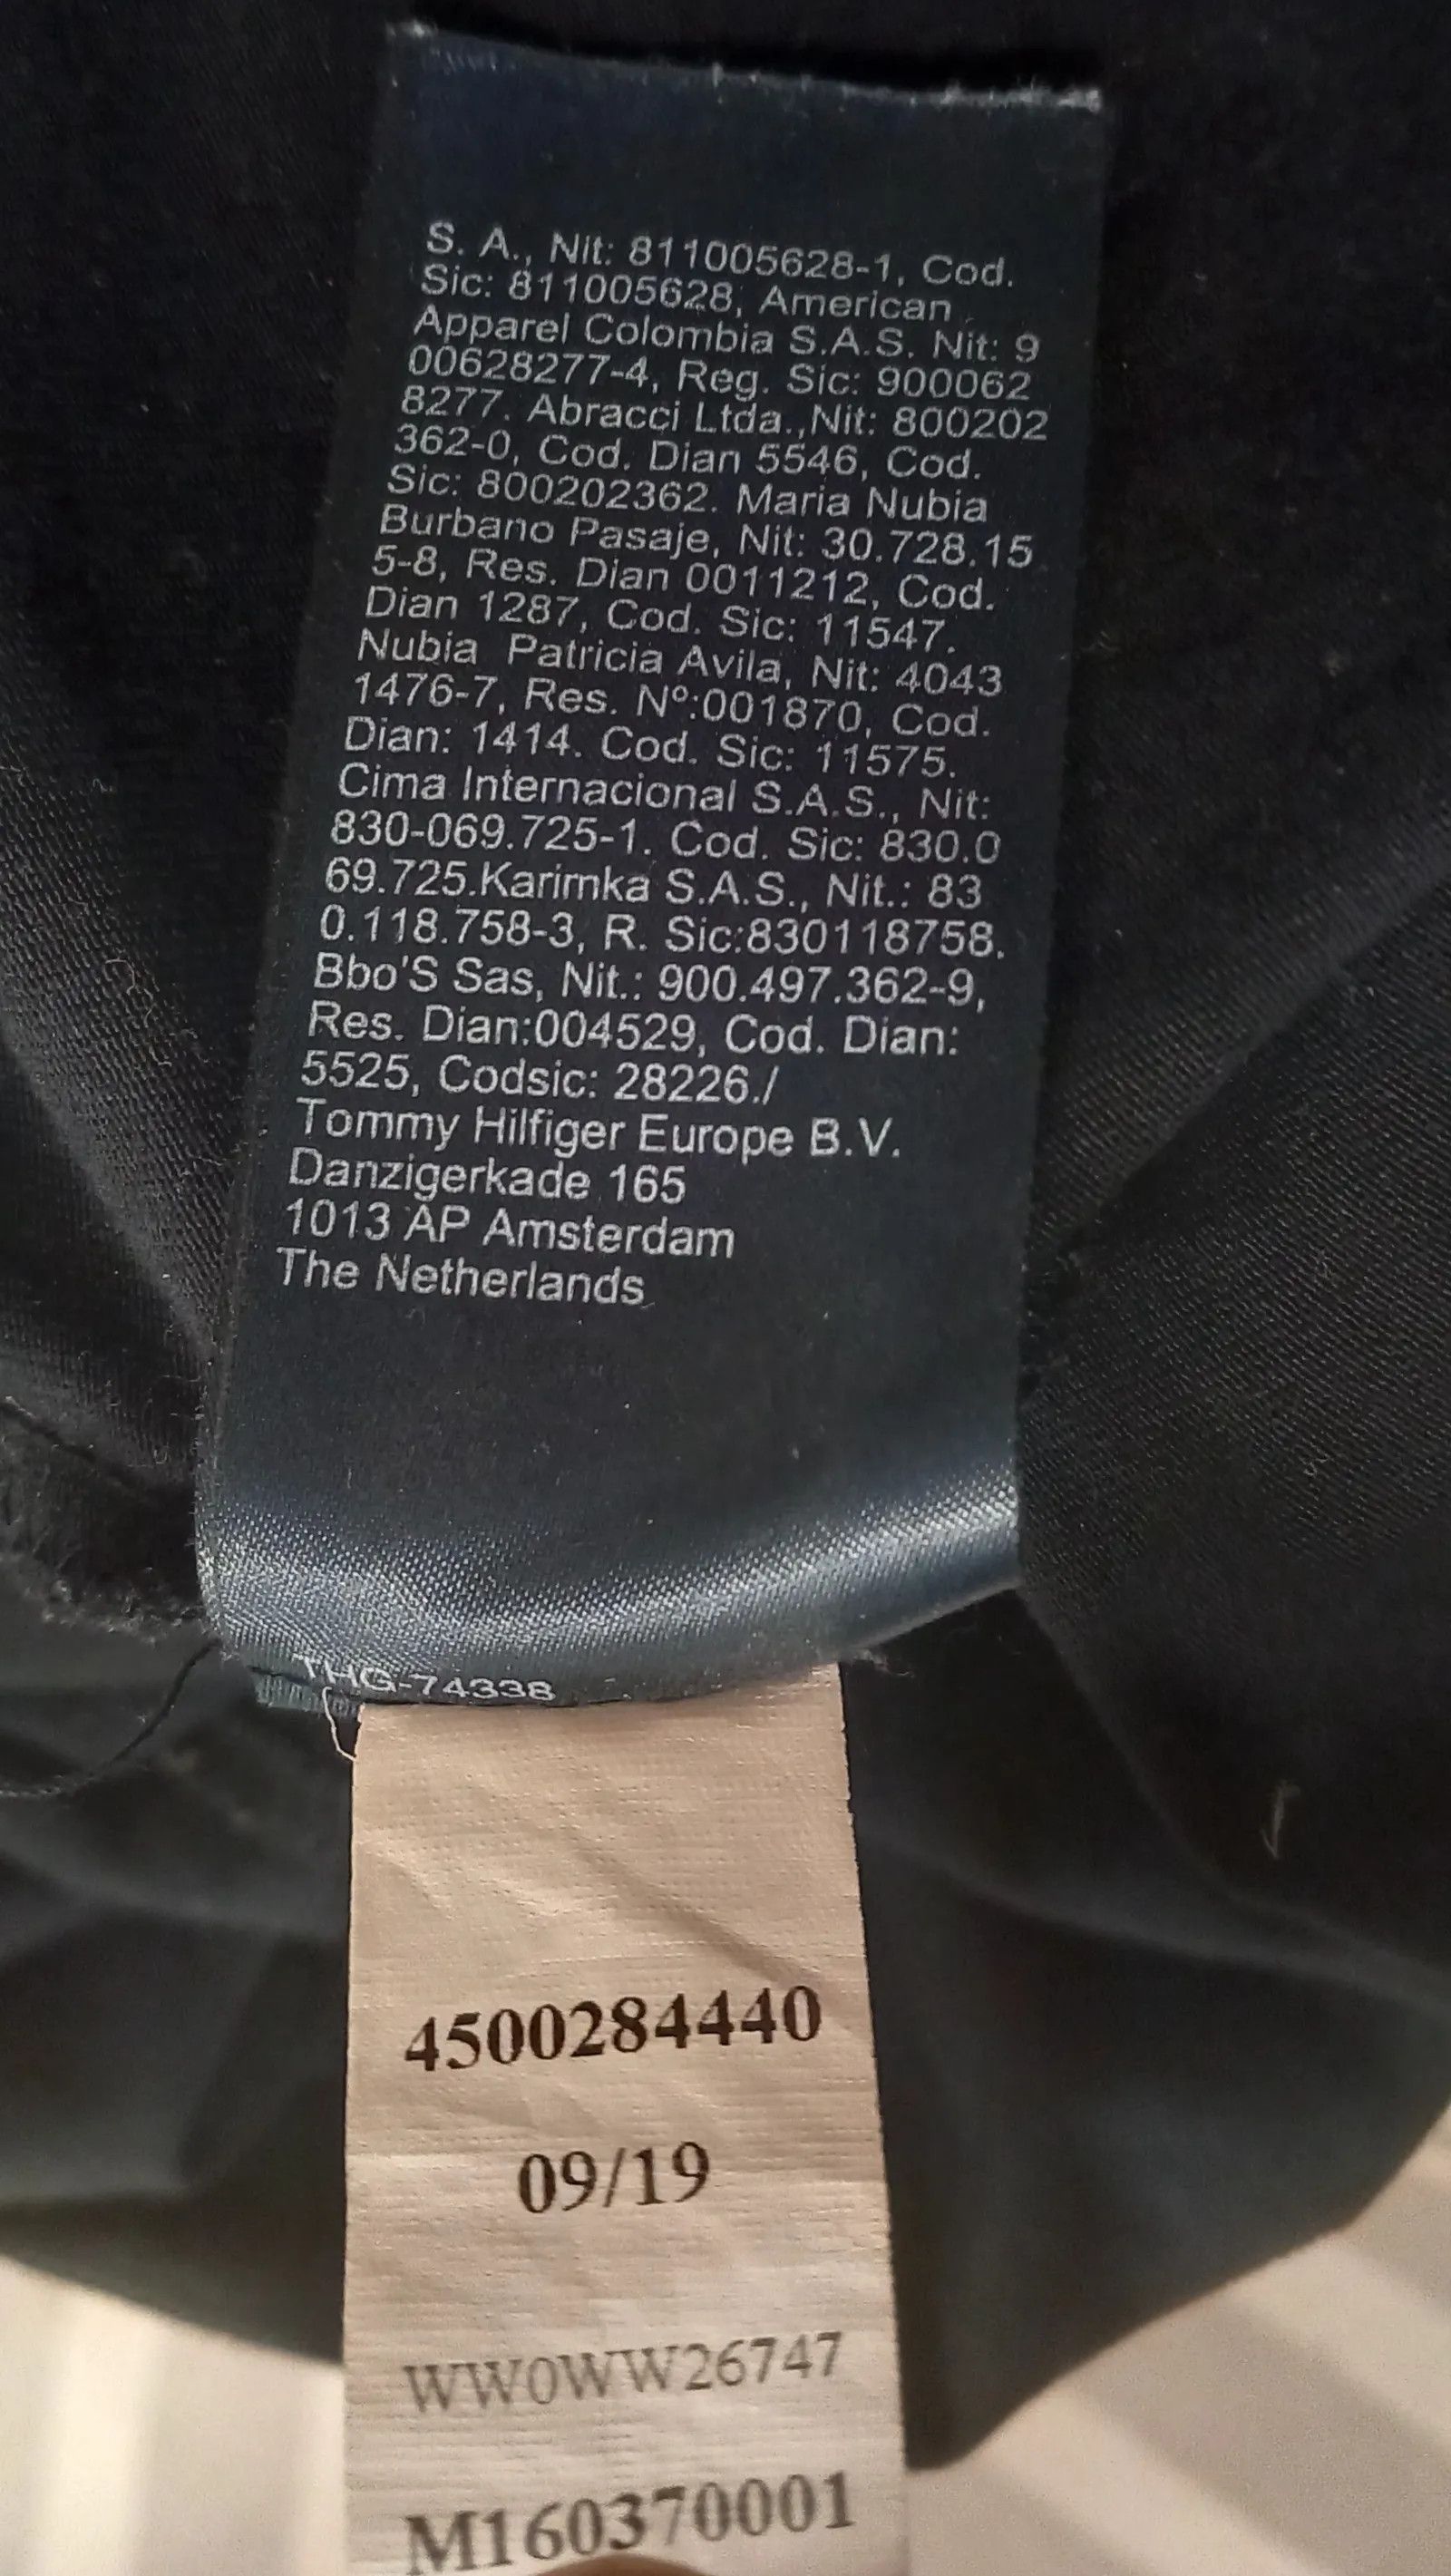 S. A., Nit: 811005628-1, Cod.
Sic: 811005628, American
Apparel Colombia S.A.S. Nit: 9
00628277-4, Reg. Sic: 900062
8277. Abracci Ltda.,Nit: 800202
362-0, Cod. Dian 5546, Cod.
Sic: 800202362. Maria Nubia
Burbano Pasaje, Nit: 30.728.15
5-8, Res. Dian 0011212, Cod.
Dian 1287, Cod. Sic: 11547.
Nubia Patricia Avila, Nit: 4043
1476-7, Res. Nº:001870, Cod.
Dian: 1414. Cod. Sic: 11575.
Cima Internacional S.A.S., Nit:
830-069.725-1. Cod. Sic: 830.0
69.725.Karimka S.A.S., Nit.: 83
0.118.758-3, R. Sic:830118758.
Bbo'S Sas, Nit.: 900.497.362-9,
Res. Dian:004529, Cod. Dian:
5525, Codsic: 28226./
Tommy Hilfiger Europe B.V.
Danzigerkade 165
1013 AP Amsterdam
The Netherlands
THG-74338
4500284440
09/19
WW0WW26747
M160370001